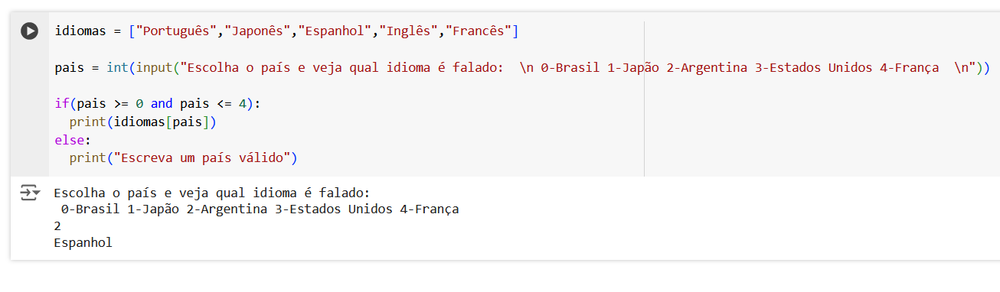 idiomas = ["Português","Japonês","Espanhol","Inglês","Francês"]
pais = int(input("Escolha o país e veja qual idioma é falado:  \n 0-Brasil 1-Japão 2-Argentina 3-Estados Unidos 4-França  \n"))
if(pais >= 0 and pais <= 4):
  print(idiomas[pais])
else:
  print("Escreva um país válido")
Escolha o país e veja qual idioma é falado:
 0-Brasil 1-Japão 2-Argentina 3-Estados Unidos 4-França
2
Espanhol